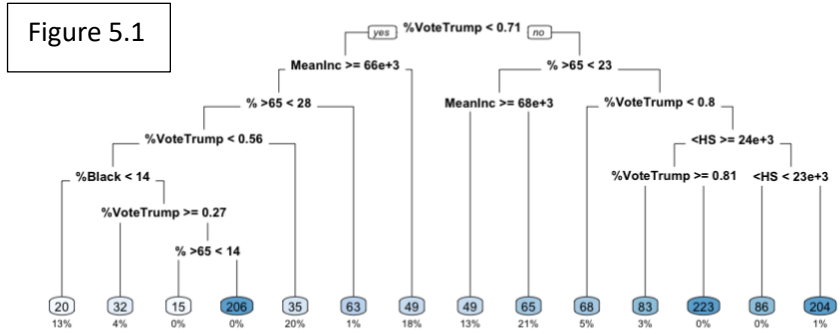 Figure 5.1
yes %VoteTrump < 0.71 no
MeanInc >= 66e+3 % >65 < 23
% >65 < 28 MeanInc >= 68e+3 %VoteTrump < 0.8
%VoteTrump < 0.56 <HS >= 24e+3
%Black < 14 %VoteTrump >= 0.81 <HS < 23e+3
%VoteTrump >= 0.27
% >65 < 14
20 32 15 206 35 63 49 49 65 68 83 223 86 204
13% 4% 0% 0% 20% 1% 18% 13% 21% 5% 3% 0% 0% 1%